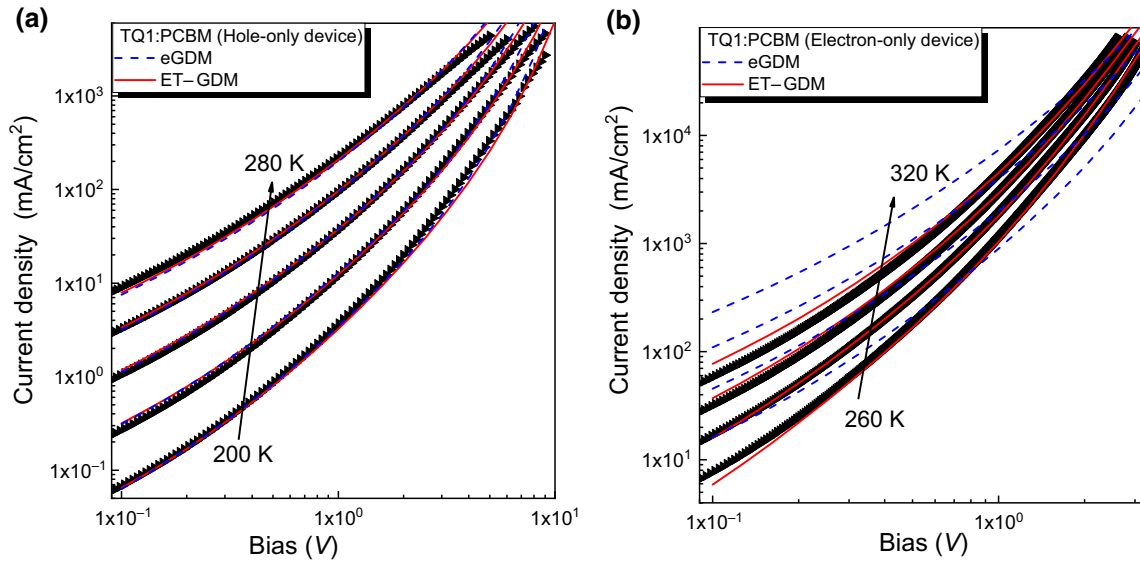 (a)
TQ1:PCBM (Hole-only device)
eGDM
ET–GDM
1x10³
1x10²
1x10¹
1x10⁰
1x10⁻¹
Current density (mA/cm²)
280 K
200 K
1x10⁻¹
1x10⁰
1x10¹
Bias (V)
(b)
TQ1:PCBM (Electron-only device)
eGDM
ET–GDM
1x10⁴
1x10³
1x10²
1x10¹
Current density (mA/cm²)
320 K
260 K
1x10⁻¹
1x10⁰
Bias (V)